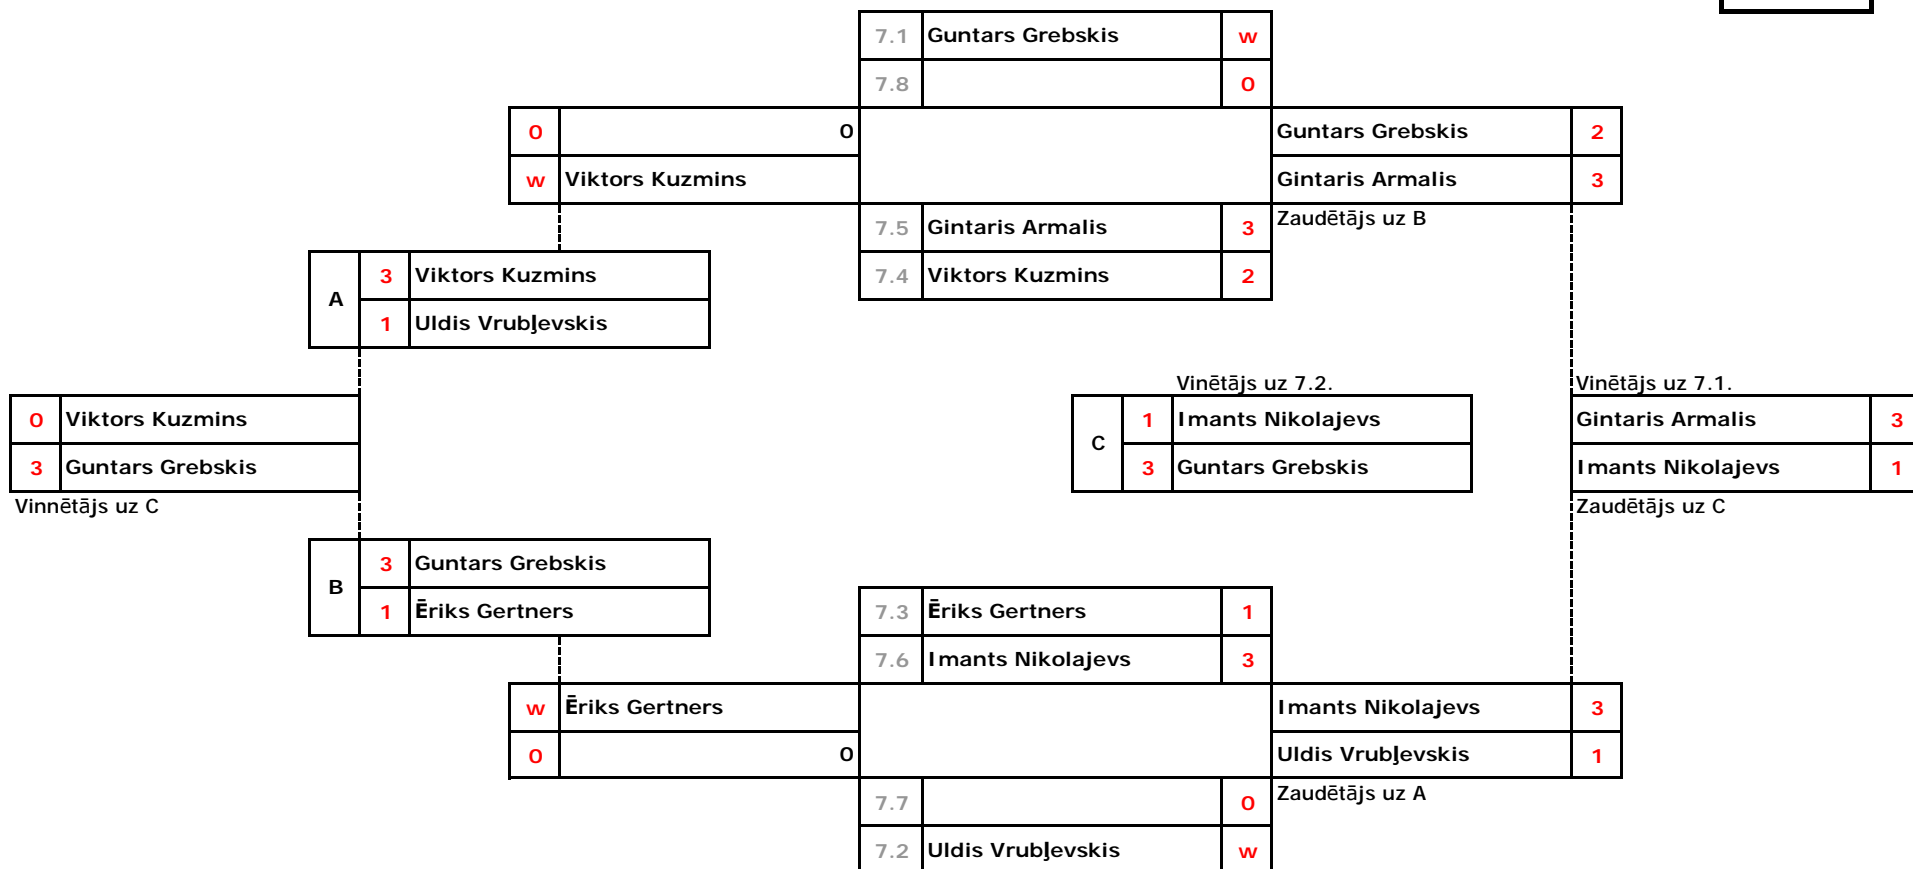 7.1 Guntars Grebskis w
7.8 0
0 0
Guntars Grebskis 2
w Viktors Kuzmins
Gintaris Armalis 3
7.5 Gintaris Armalis 3
Zaudētājs uz B
7.4 Viktors Kuzmins 2
A
3 Viktors Kuzmins
1 Uldis Vrubļevskis
Vinētājs uz 7.2.
Vinētājs uz 7.1.
0 Viktors Kuzmins
3 Guntars Grebskis
Vinnētājs uz C
C
1 Imants Nikolajevs
3 Guntars Grebskis
Gintaris Armalis 3
Imants Nikolajevs 1
Zaudētājs uz C
B
3 Guntars Grebskis
1 Ēriks Gertners
7.3 Ēriks Gertners 1
7.6 Imants Nikolajevs 3
w Ēriks Gertners
Imants Nikolajevs 3
0 0
Uldis Vrubļevskis 1
7.7 0
Zaudētājs uz A
7.2 Uldis Vrubļevskis w